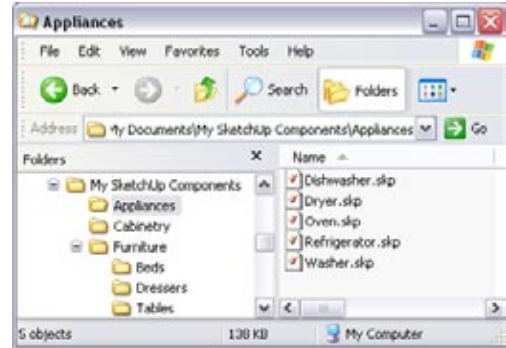 Appliances
File Edit View Favorites Tools Help
Back Search Folders
Address My Documents\My SketchUp Components\Appliances Go
Folders x Name
My SketchUp Components
Appliances
Cabinetry
Furniture
Beds
Dressers
Tables
Dishwasher.skp
Dryer.skp
Oven.skp
Refrigerator.skp
Washer.skp
5 objects 138 KB My Computer